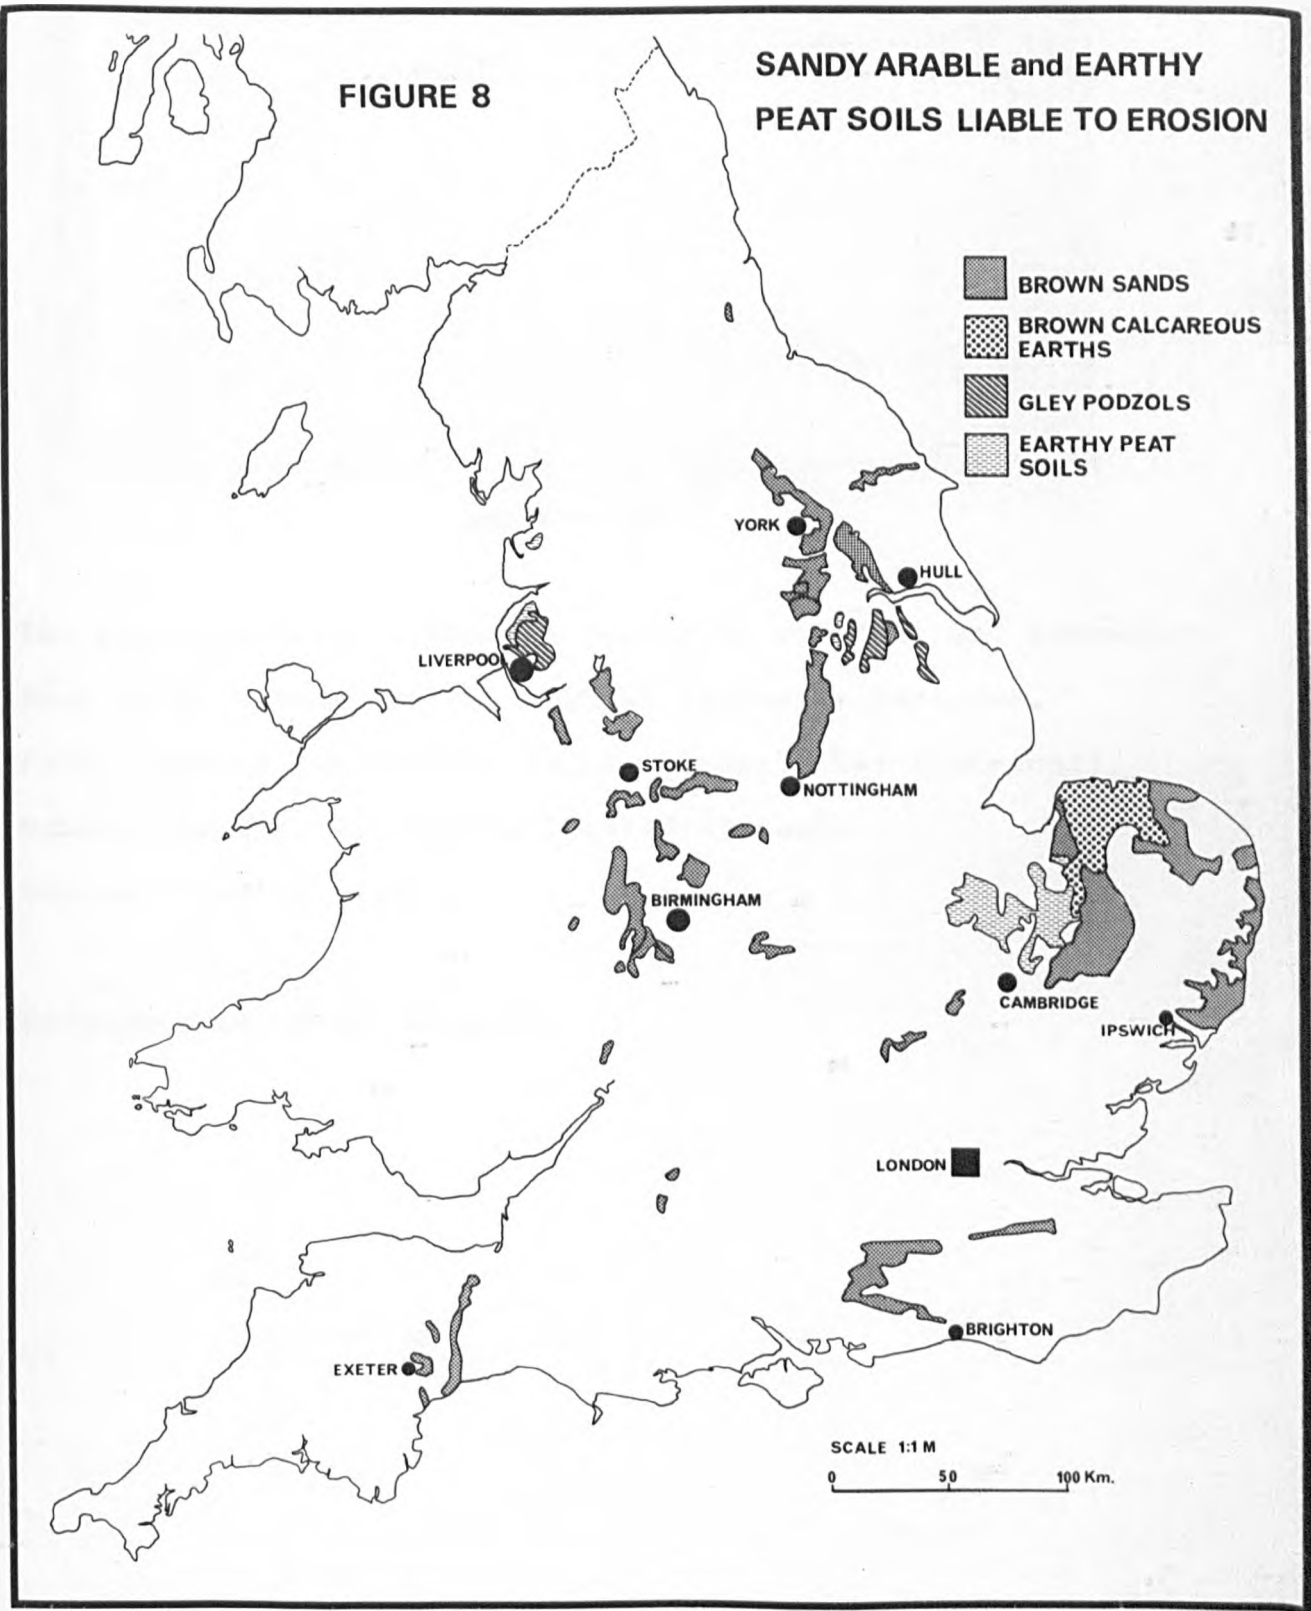 FIGURE 8
SANDY ARABLE and EARTHY
PEAT SOILS LIABLE TO EROSION
BROWN SANDS
BROWN CALCAREOUS
EARTHS
GLEY PODZOLS
EARTHY PEAT
SOILS
YORK
HULL
LIVERPOOL
STOKE
NOTTINGHAM
BIRMINGHAM
CAMBRIDGE
IPSWICH
LONDON
BRIGHTON
EXETER
SCALE 1:1 M
0 50 100 Km.